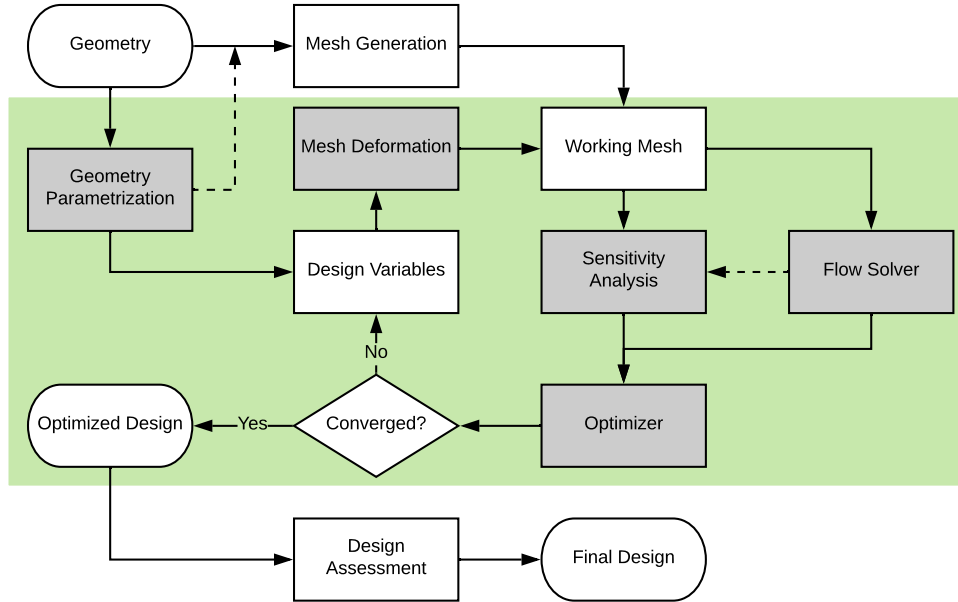 Geometry
Mesh Generation
Mesh Deformation
Working Mesh
Geometry
Parametrization
Design Variables
Sensitivity
Analysis
Flow Solver
No
Optimized Design
Yes
Converged?
Optimizer
Design
Assessment
Final Design